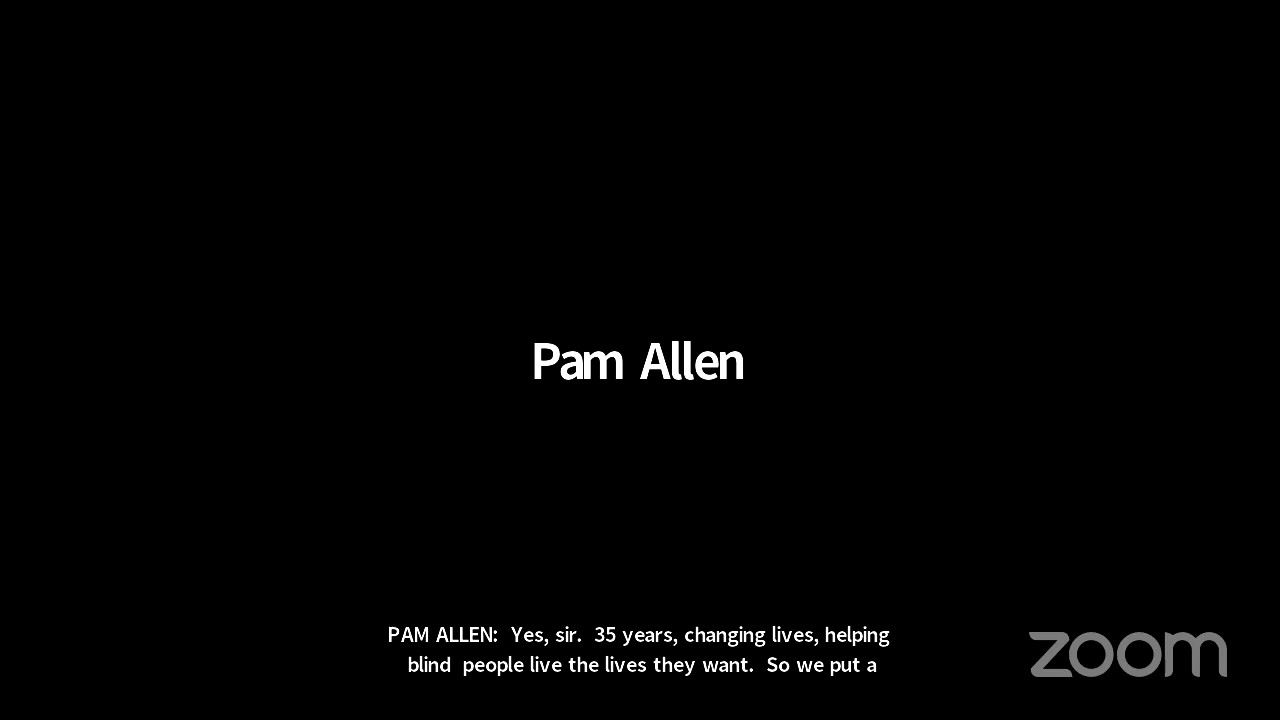 Pam Allen
PAM ALLEN: Yes, sir. 35 years, changing lives, helping
blind people live the lives they want. So we put a
zoom